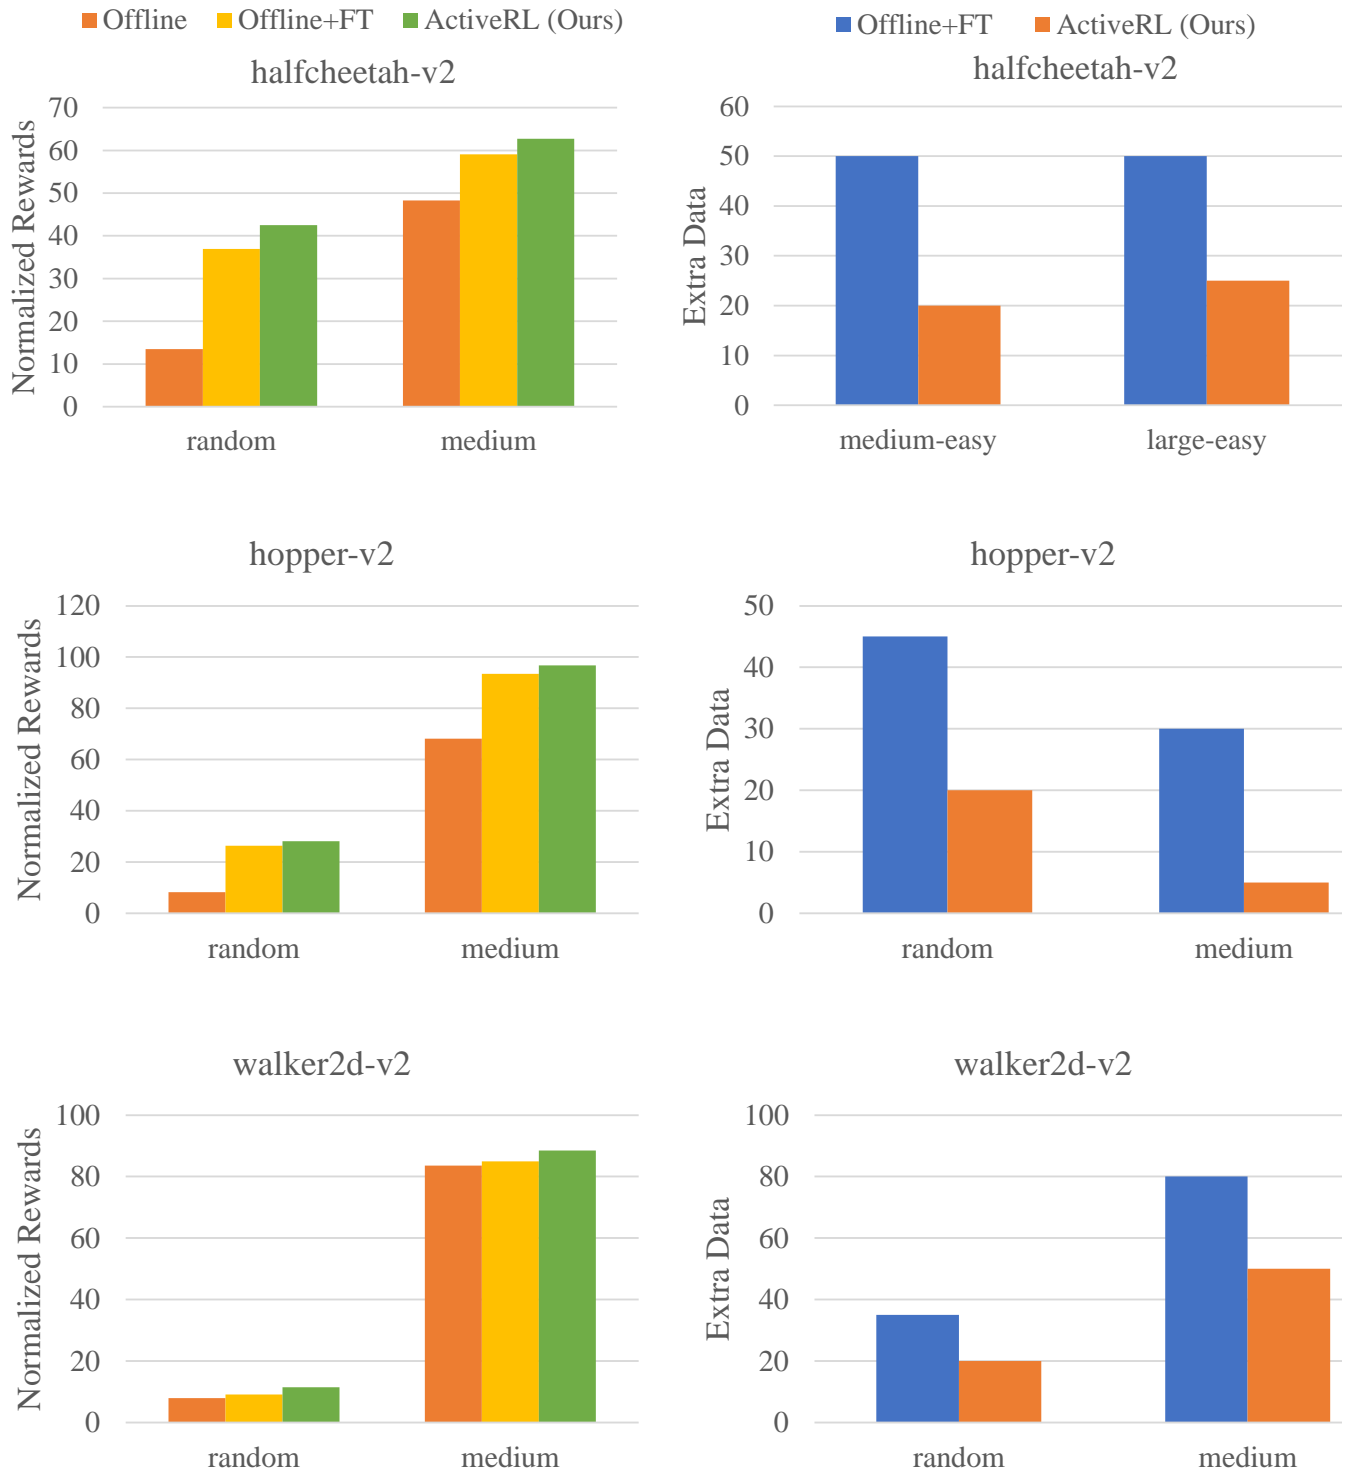 Offline Offline+FT ActiveRL (Ours)
halfcheetah-v2
Normalized Rewards
70
60
50
40
30
20
10
0
random medium
Offline+FT ActiveRL (Ours)
halfcheetah-v2
Extra Data
60
50
40
30
20
10
0
medium-easy large-easy
hopper-v2
Normalized Rewards
120
100
80
60
40
20
0
random medium
hopper-v2
Extra Data
50
40
30
20
10
0
random medium
walker2d-v2
Normalized Rewards
100
80
60
40
20
0
random medium
walker2d-v2
Extra Data
100
80
60
40
20
0
random medium